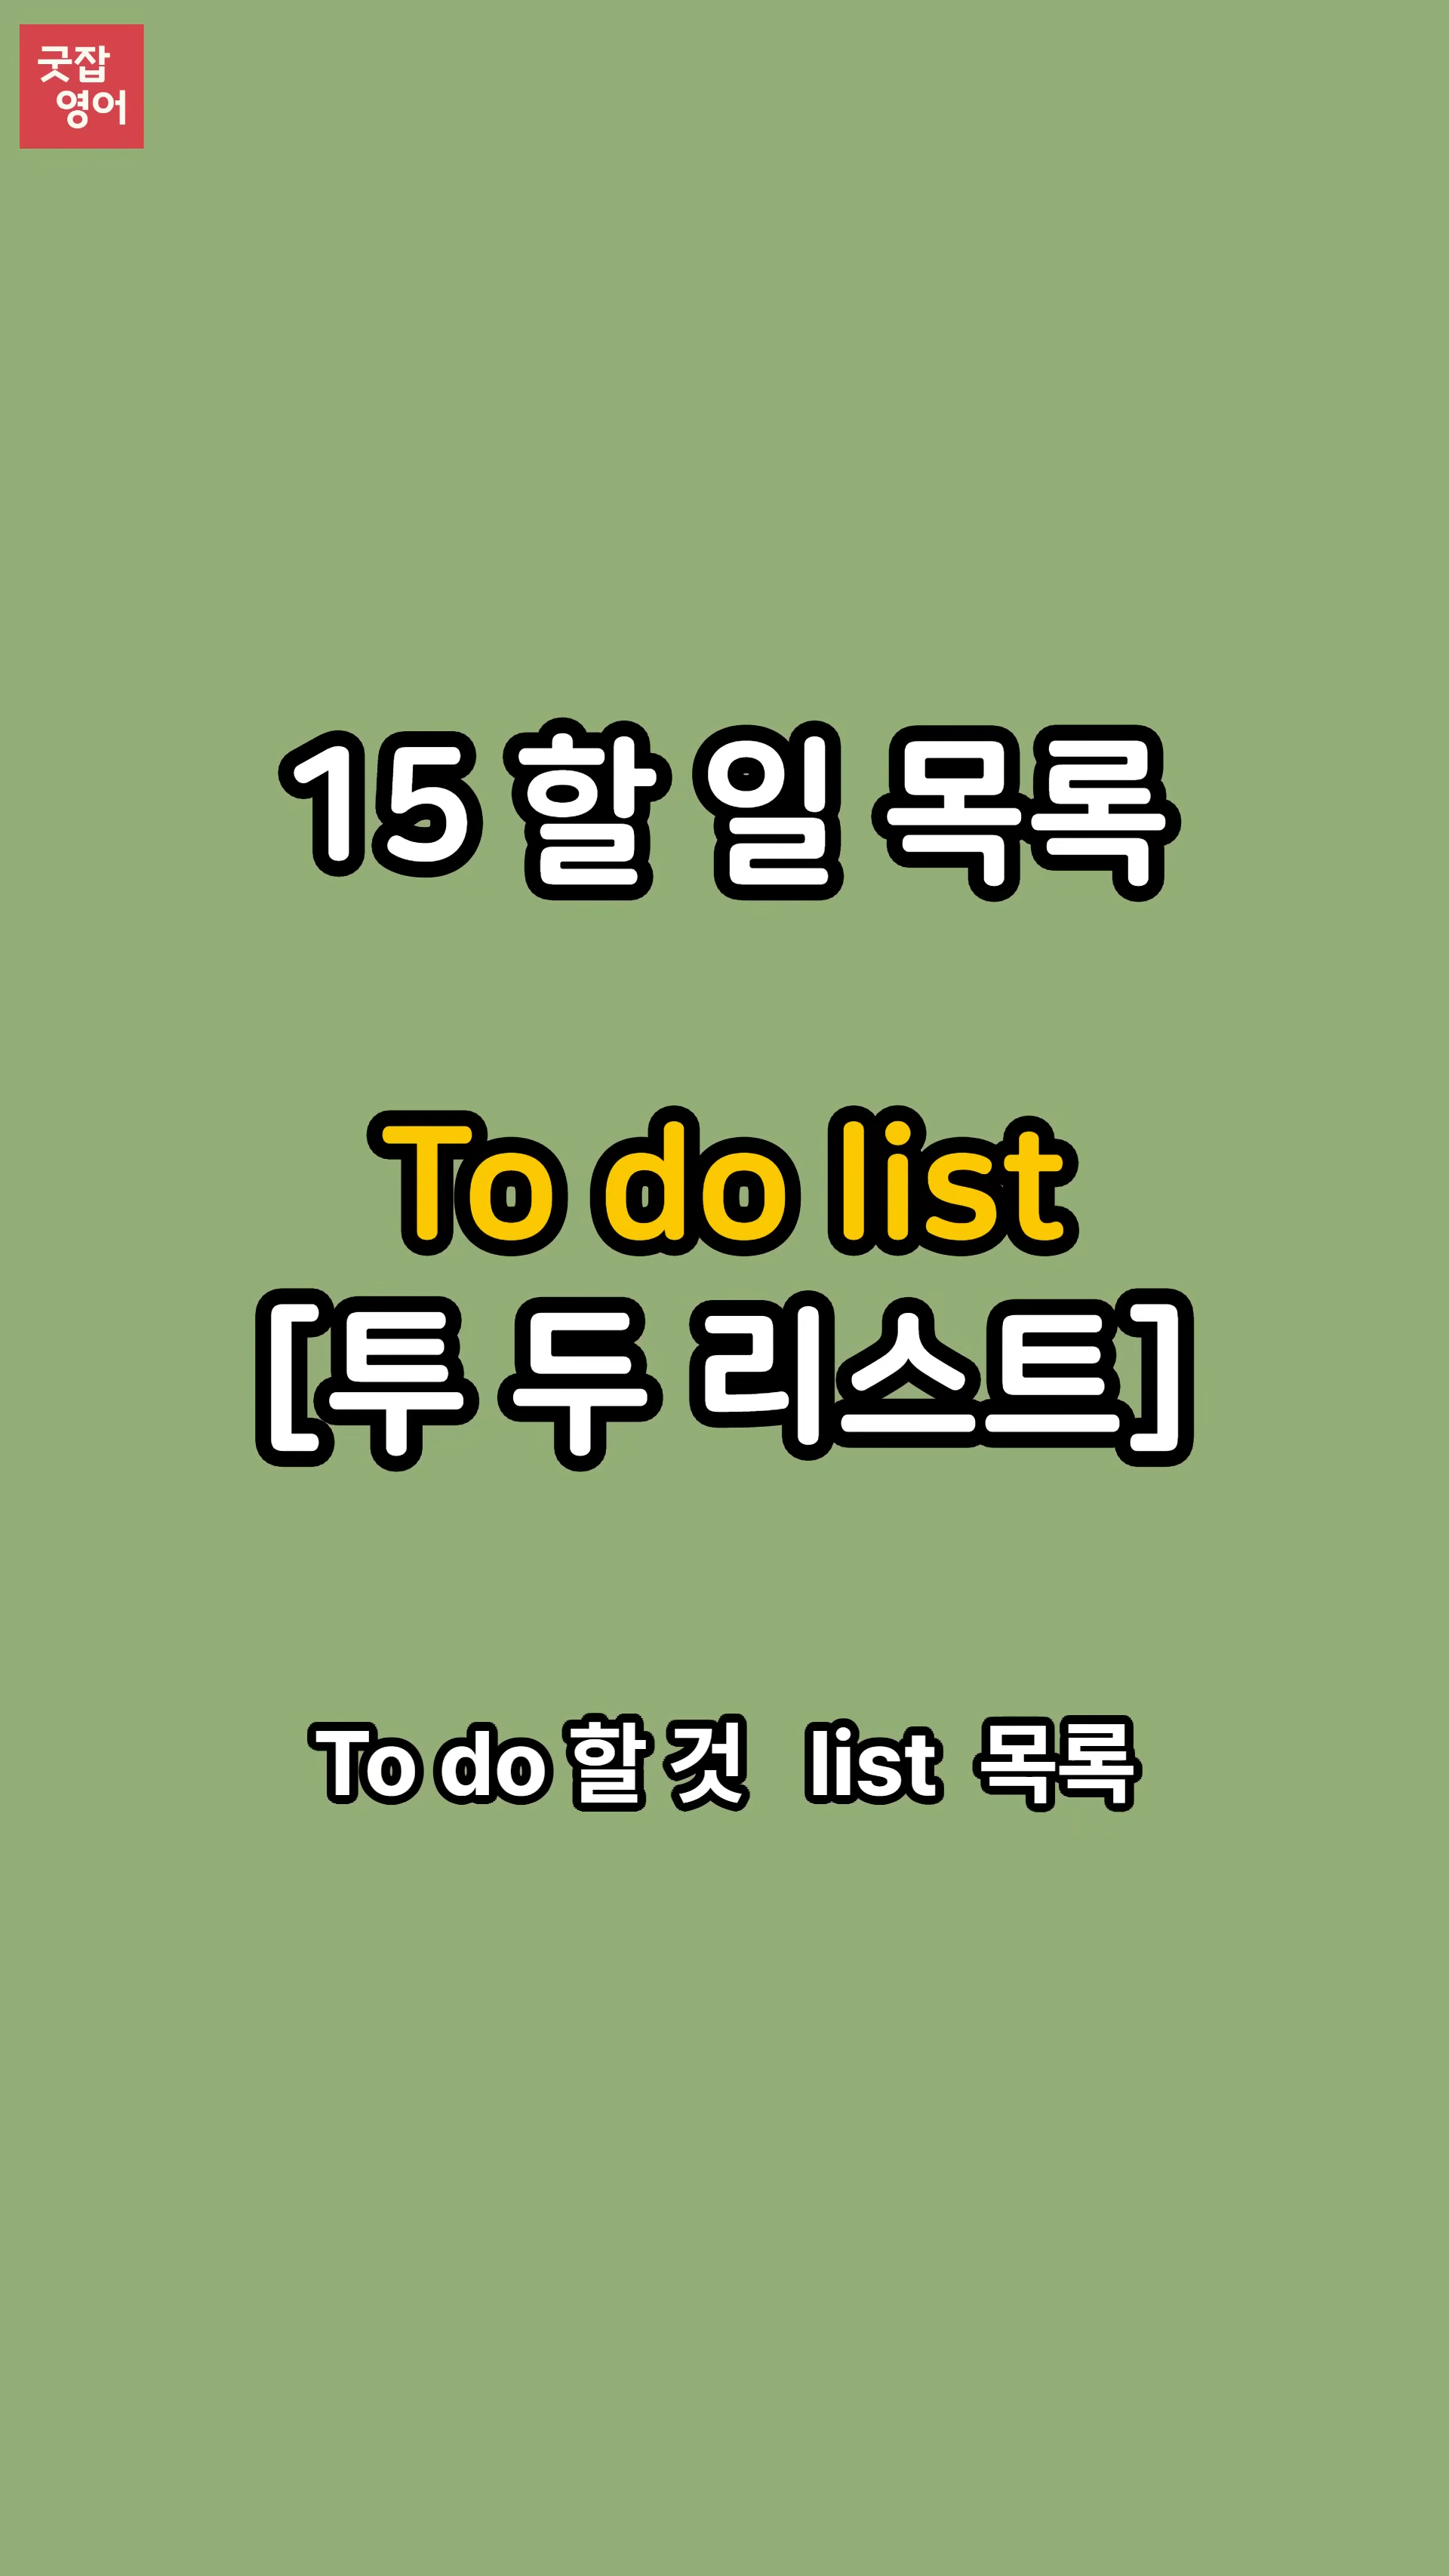 굿잡
영어
15 할 일 목록
To do list
[투 두 리스트]
To do 할 것 list 목록